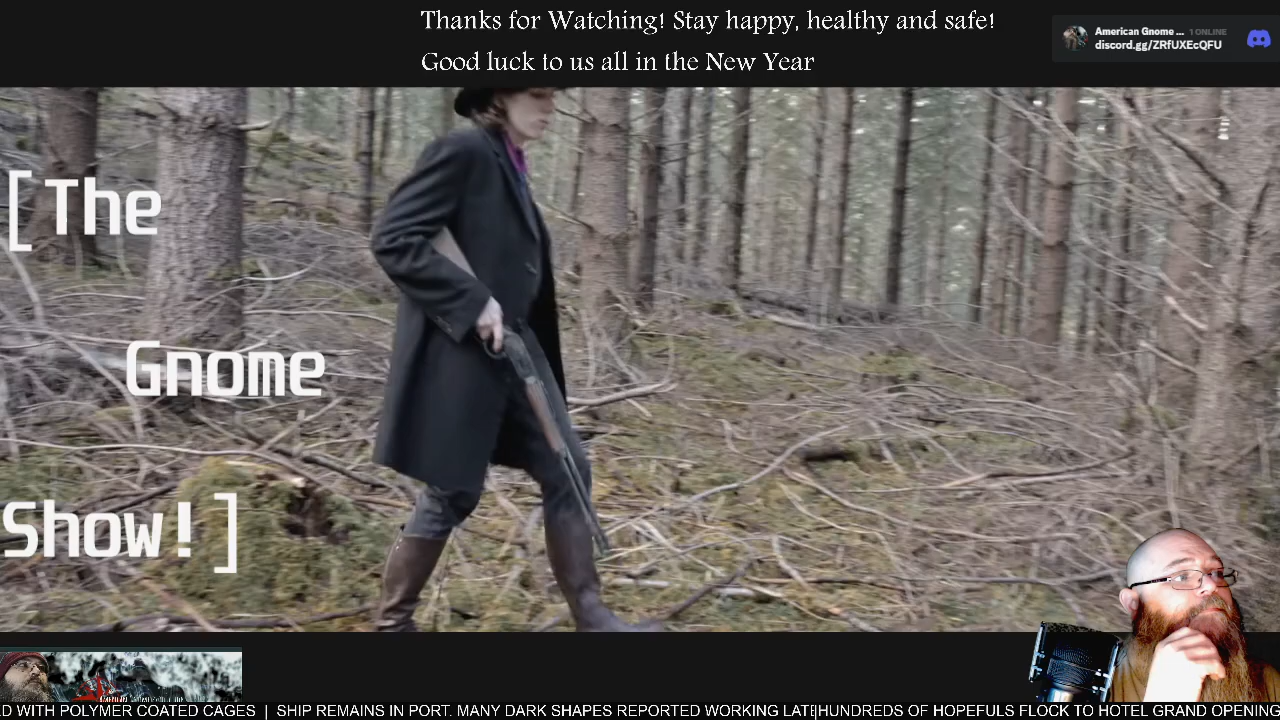 Thanks for Watching! Stay happy, healthy and safe!
Good luck to us all in the New Year
American Gnome ... 1 ONLINE
discord.gg/ZRfUXEcQFU
[The
Gnome
Show!]
D WITH POLYMER COATED CAGES | SHIP REMAINS IN PORT. MANY DARK SHAPES REPORTED WORKING LAT|HUNDREDS OF HOPEFULS FLOCK TO HOTEL GRAND OPENING